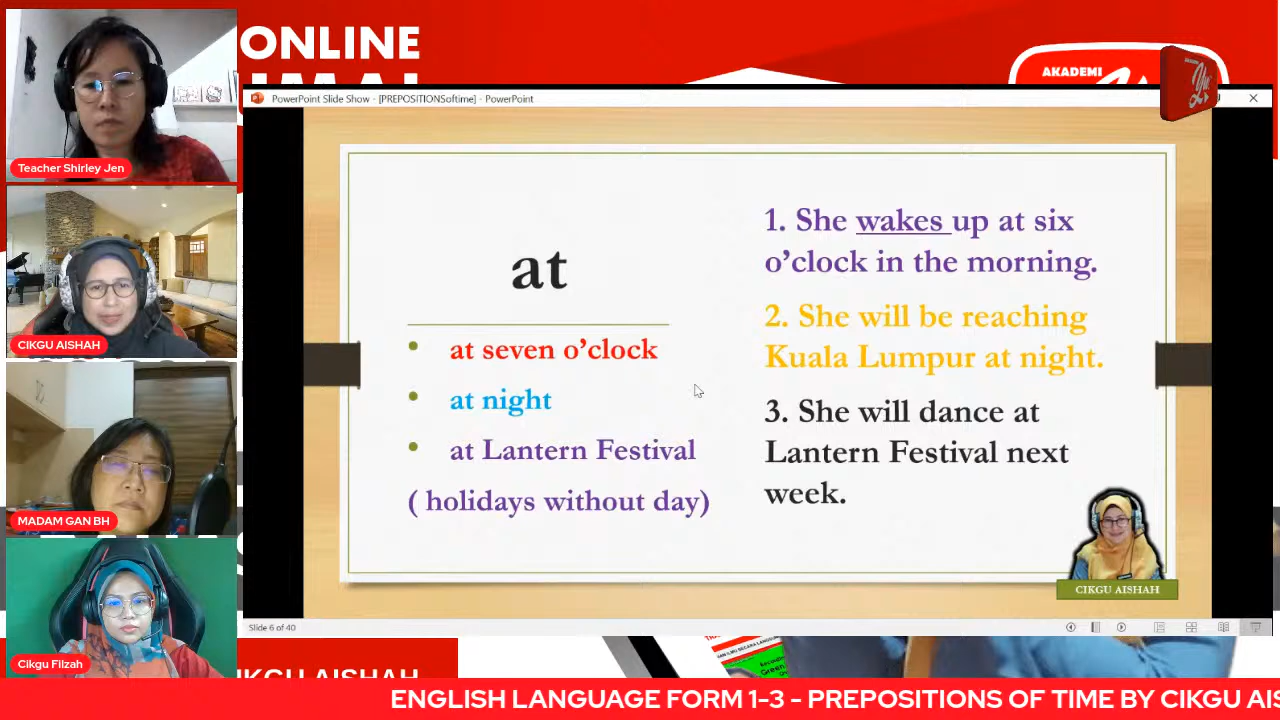 ONLINE
AKADEMI
PowerPoint Slide Show - [PREPOSITIONSoftime] - PowerPoint
Teacher Shirley Jen
CIKGU AISHAH
MADAM GAN BH
Cikgu Filzah
at
• at seven o’clock
• at night
• at Lantern Festival
( holidays without day)
1. She wakes up at six
o’clock in the morning.
2. She will be reaching
Kuala Lumpur at night.
3. She will dance at
Lantern Festival next
week.
CIKGU AISHAH
Slide 6 of 40
ENGLISH LANGUAGE FORM 1-3 - PREPOSITIONS OF TIME BY CIKGU AIS